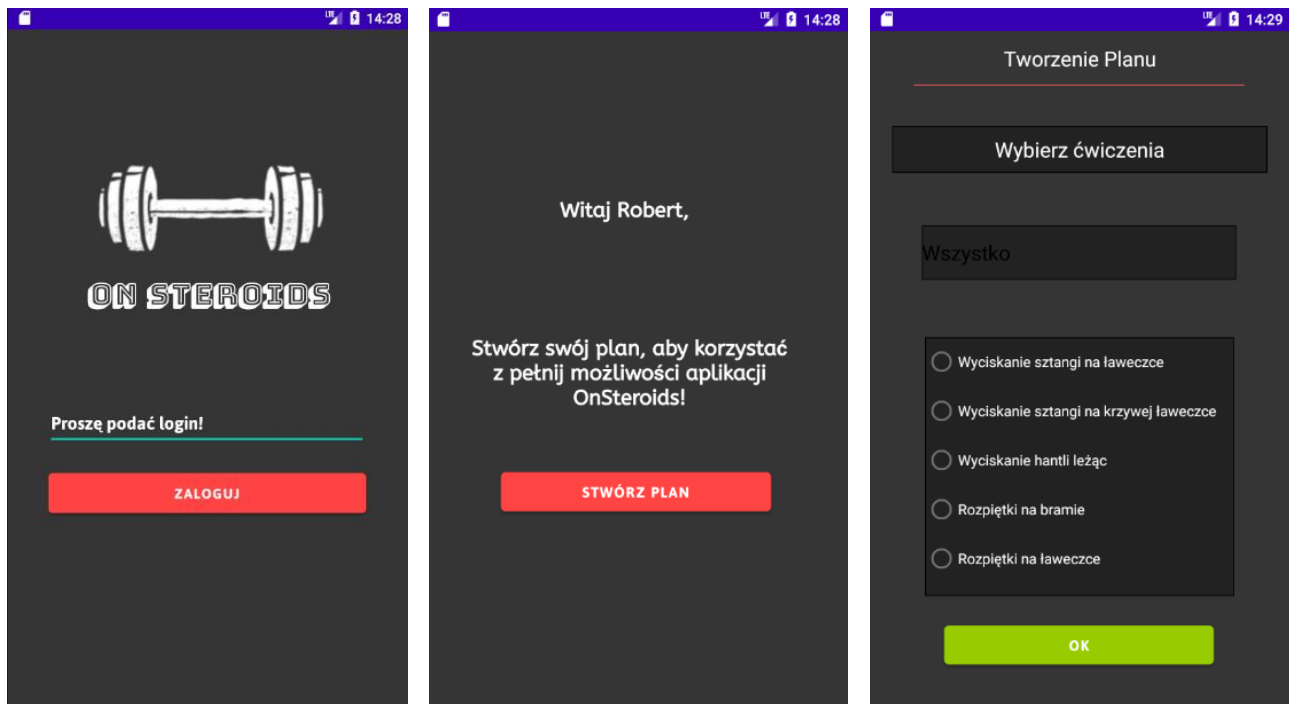 LTE 14:28
ON STEROIDS
Proszę podać login!
ZALOGUJ
LTE 14:28
Witaj Robert,
Stwórz swój plan, aby korzystać
z pełnij możliwości aplikacji
OnSteroids!
STWÓRZ PLAN
LTE 14:29
Tworzenie Planu
Wybierz ćwiczenia
Wszystko
Wyciskanie sztangi na ławeczce
Wyciskanie sztangi na krzywej ławeczce
Wyciskanie hantli leżąc
Rozpiętki na bramie
Rozpiętki na ławeczce
OK